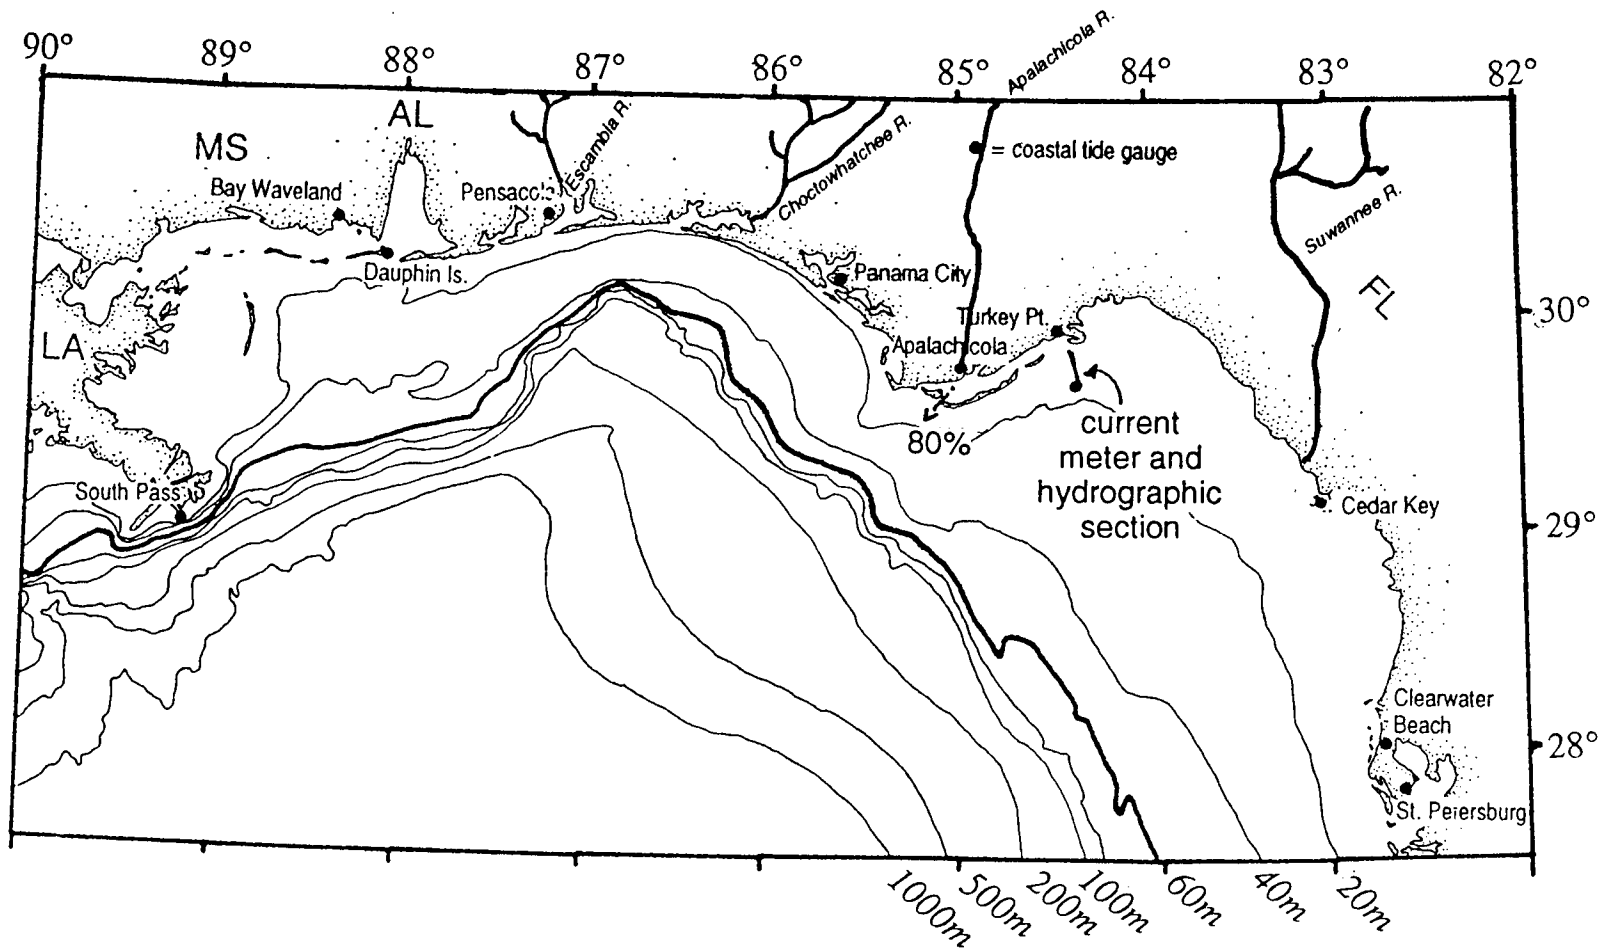 90° 89° 88° 87° 86° 85° 84° 83° 82°
Apalachicola R.
AL
MS
= coastal tide gauge
Escambia R.
Choctowhatchee R.
Bay Waveland
Pensacola
Suwannee R.
Dauphin Is.
Panama City
FL
30°
Turkey Pt.
LA
Apalachicola
80%
current
meter and
hydrographic
section
South Pass
Cedar Key
29°
Clearwater
Beach
28°
St. Petersburg
1000m 500m 200m 100m 60m 40m 20m